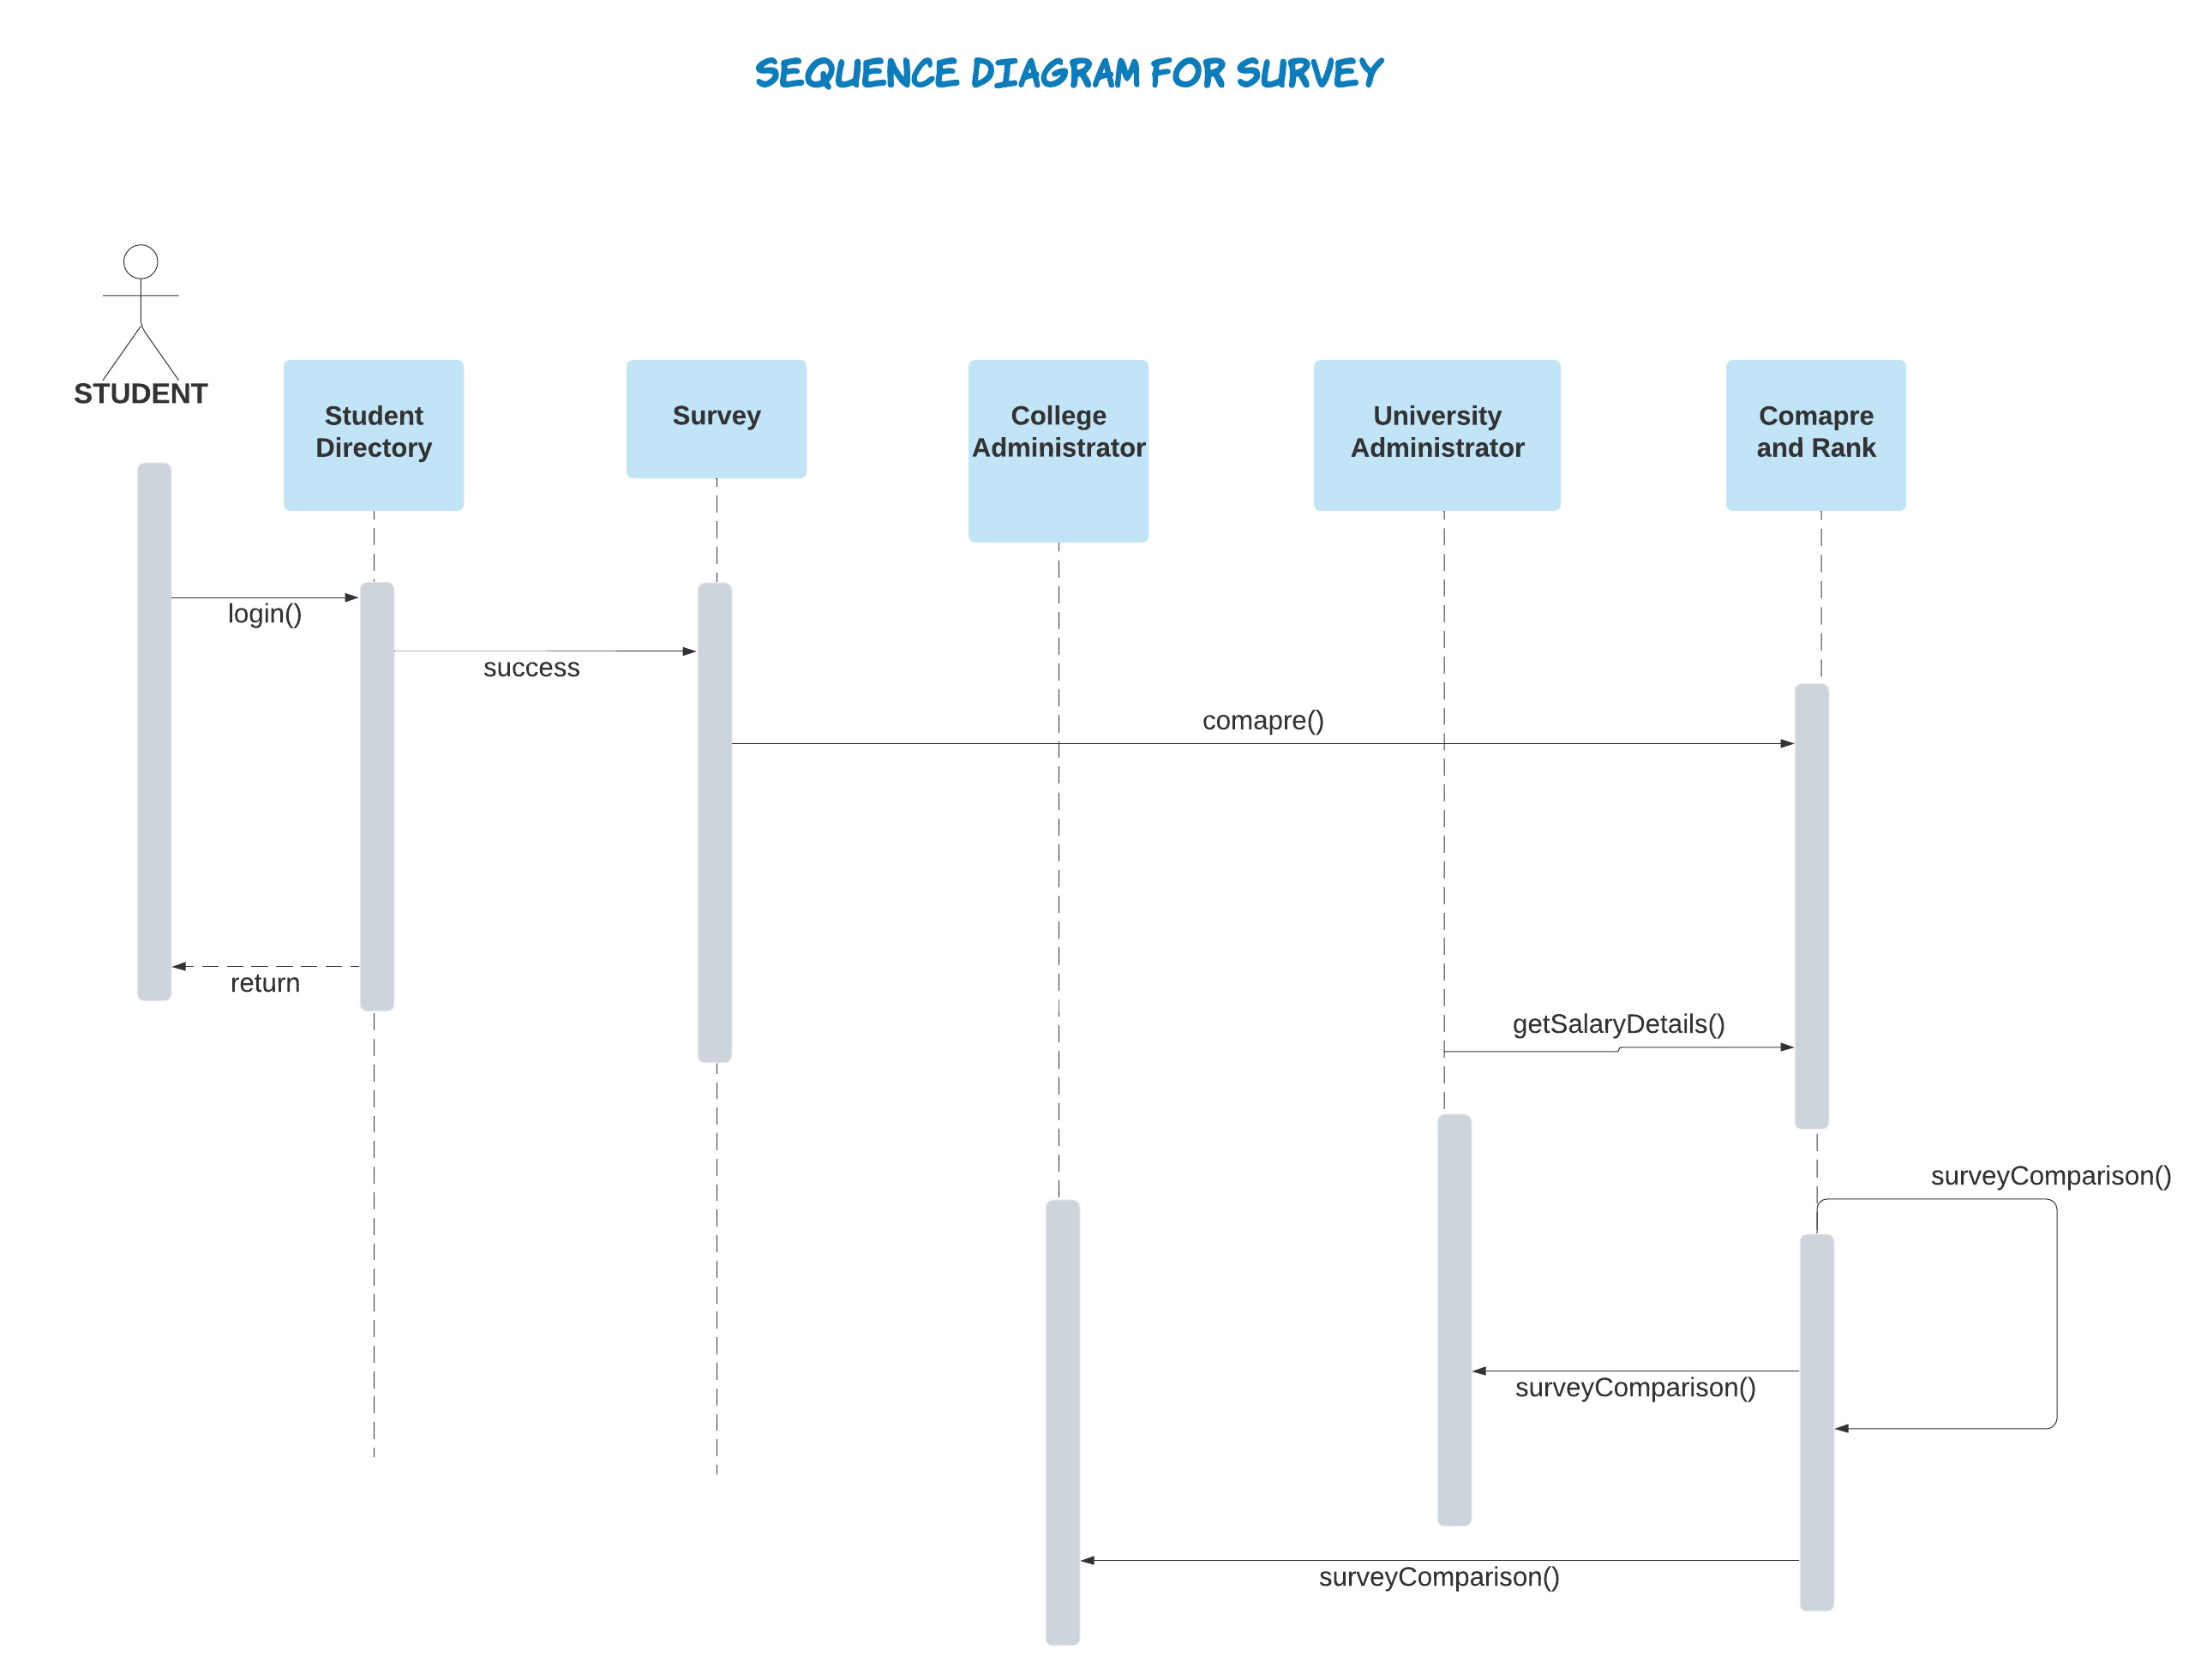 SEQUENCE DIAGRAM FOR SURVEY
STUDENT
Student
Directory
Survey
College
Administrator
University
Administrator
Comapre
and Rank
login()
success
comapre()
return
getSalaryDetails()
surveyComparison()
surveyComparison()
surveyComparison()